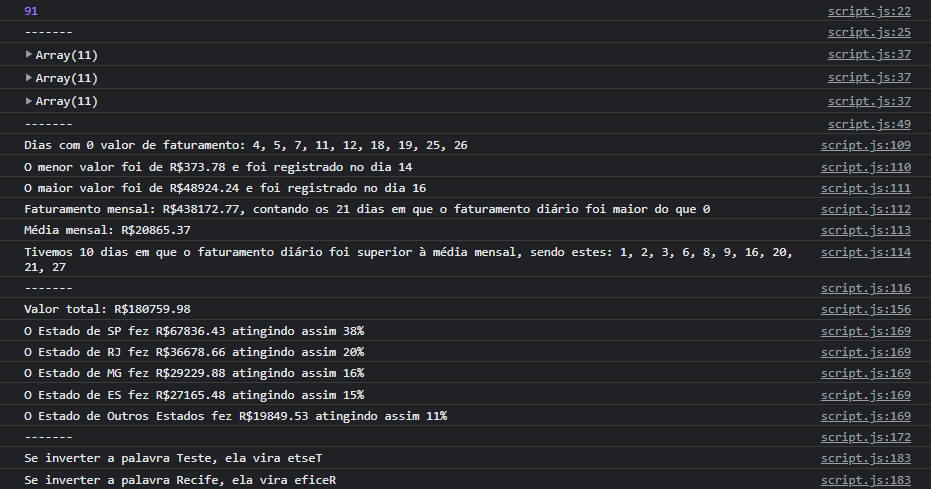 91 script.js:22
------- script.js:25
▶ Array(11) script.js:37
▶ Array(11) script.js:37
▶ Array(11) script.js:37
------- script.js:49
Dias com 0 valor de faturamento: 4, 5, 7, 11, 12, 18, 19, 25, 26 script.js:109
O menor valor foi de R$373.78 e foi registrado no dia 14 script.js:110
O maior valor foi de R$48924.24 e foi registrado no dia 16 script.js:111
Faturamento mensal: R$438172.77, contando os 21 dias em que o faturamento diário foi maior do que 0 script.js:112
Média mensal: R$20865.37 script.js:113
Tivemos 10 dias em que o faturamento diário foi superior à média mensal, sendo estes: 1, 2, 3, 6, 8, 9, 16, 20, script.js:114
21, 27
------- script.js:116
Valor total: R$180759.98 script.js:156
O Estado de SP fez R$67836.43 atingindo assim 38% script.js:169
O Estado de RJ fez R$36678.66 atingindo assim 20% script.js:169
O Estado de MG fez R$29229.88 atingindo assim 16% script.js:169
O Estado de ES fez R$27165.48 atingindo assim 15% script.js:169
O Estado de Outros Estados fez R$19849.53 atingindo assim 11% script.js:169
------- script.js:172
Se inverter a palavra Teste, ela vira etseT script.js:183
Se inverter a palavra Recife, ela vira eficeR script.js:183